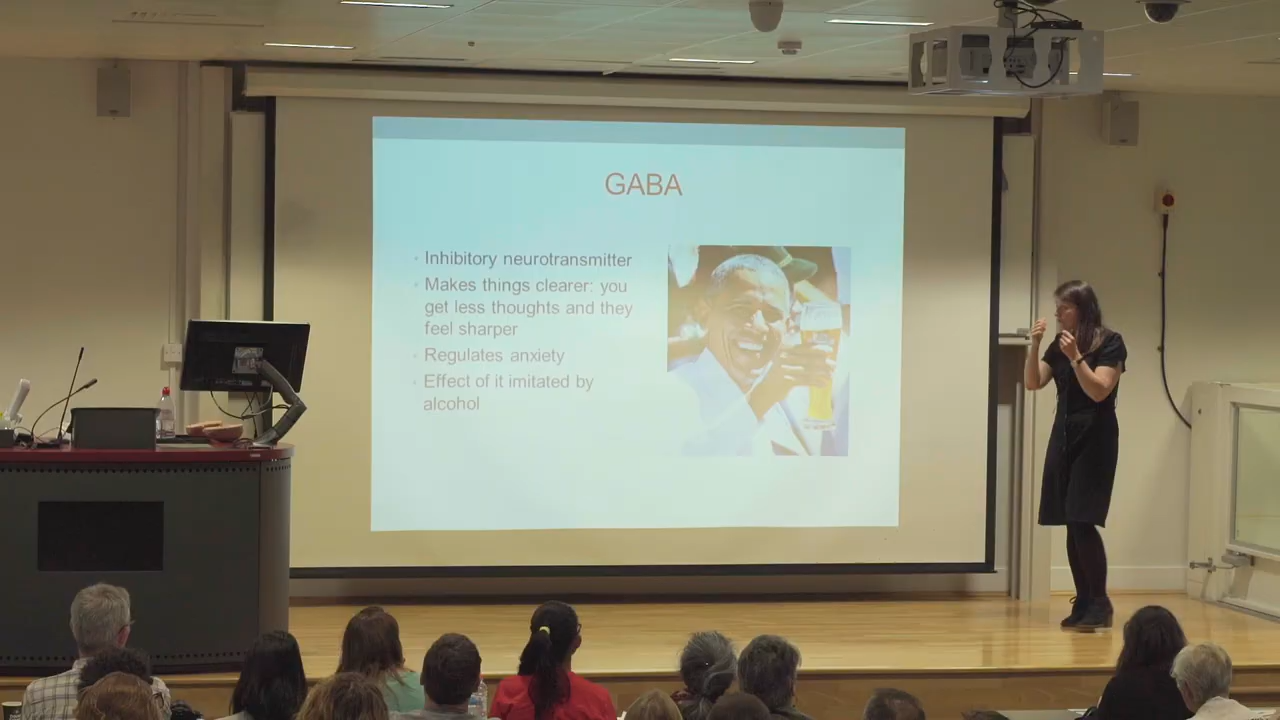 GABA
Inhibitory neurotransmitter
Makes things clearer: you
get less thoughts and they
feel sharper
Regulates anxiety
Effect of it imitated by
alcohol